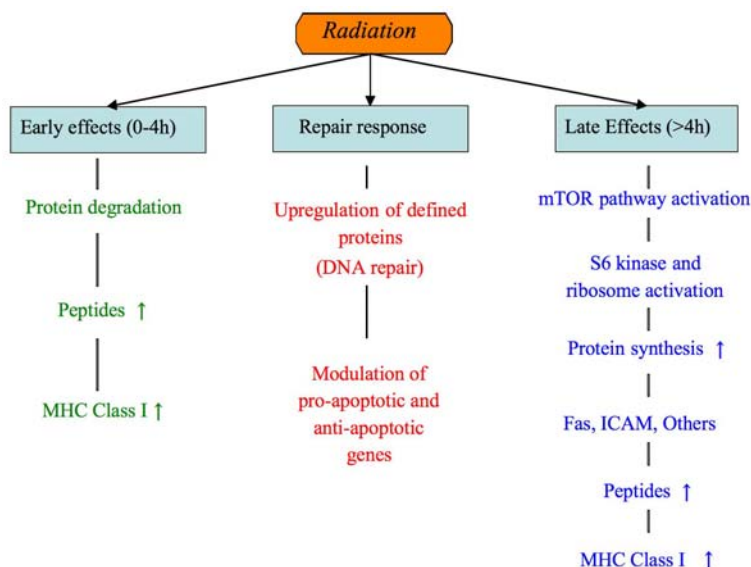 Radiation
Early effects (0-4h)
Protein degradation
Peptides ↑
MHC Class I ↑
Repair response
Upregulation of defined
proteins
(DNA repair)
Modulation of
pro-apoptotic and
anti-apoptotic
genes
Late Effects (>4h)
mTOR pathway activation
S6 kinase and
ribosome activation
Protein synthesis ↑
Fas, ICAM, Others
Peptides ↑
MHC Class I ↑